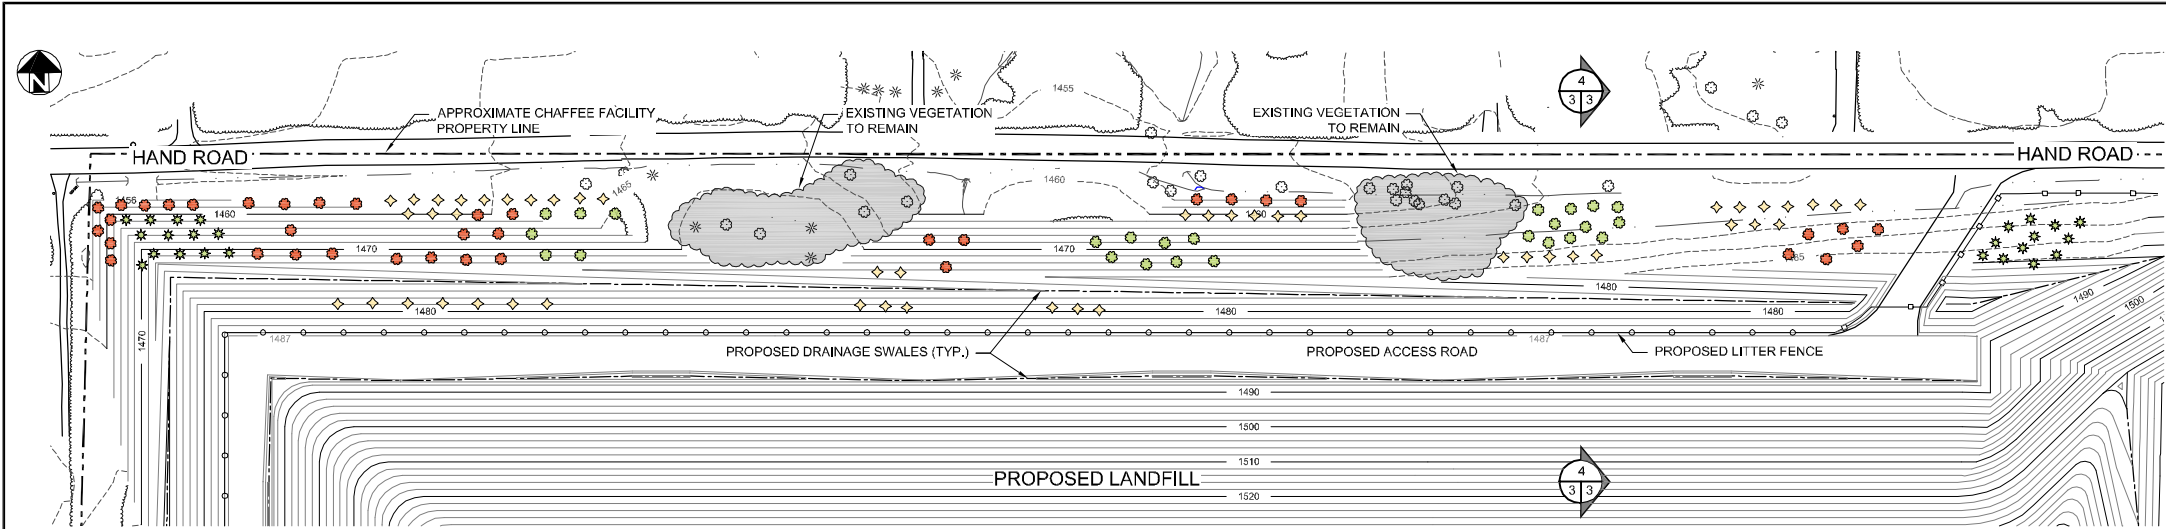 N
4
3 3
1455
APPROXIMATE CHAFFEE FACILITY
PROPERTY LINE
EXISTING VEGETATION
TO REMAIN
EXISTING VEGETATION
TO REMAIN
HAND ROAD
HAND ROAD
1465
1460
1456
1460
1470
1470
1480
1480
1480
1480
1490
1500
1470
1487
1487
PROPOSED DRAINAGE SWALES (TYP.)
PROPOSED ACCESS ROAD
PROPOSED LITTER FENCE
1490
1500
1510
PROPOSED LANDFILL
4
3 3
1520